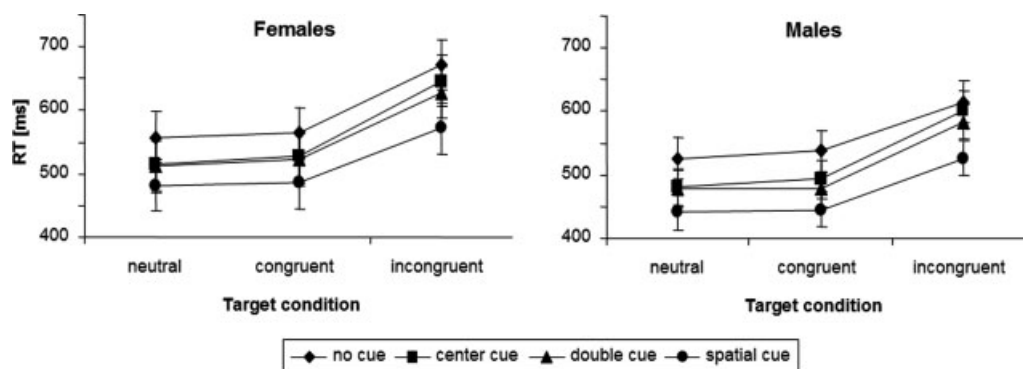 Females
700
600
500
400
RT [ms]
neutral congruent incongruent
Target condition
Males
700
600
500
400
neutral congruent incongruent
Target condition
no cue center cue double cue spatial cue